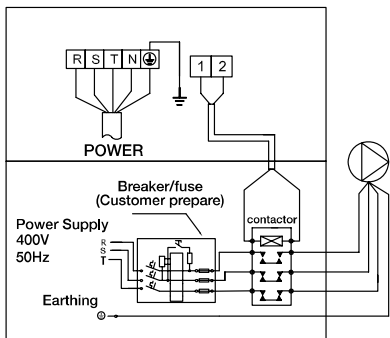 R S T N
1 2
POWER
Breaker/fuse
(Customer prepare)
contactor
Power Supply
400V
50Hz
R
S
T
Earthing